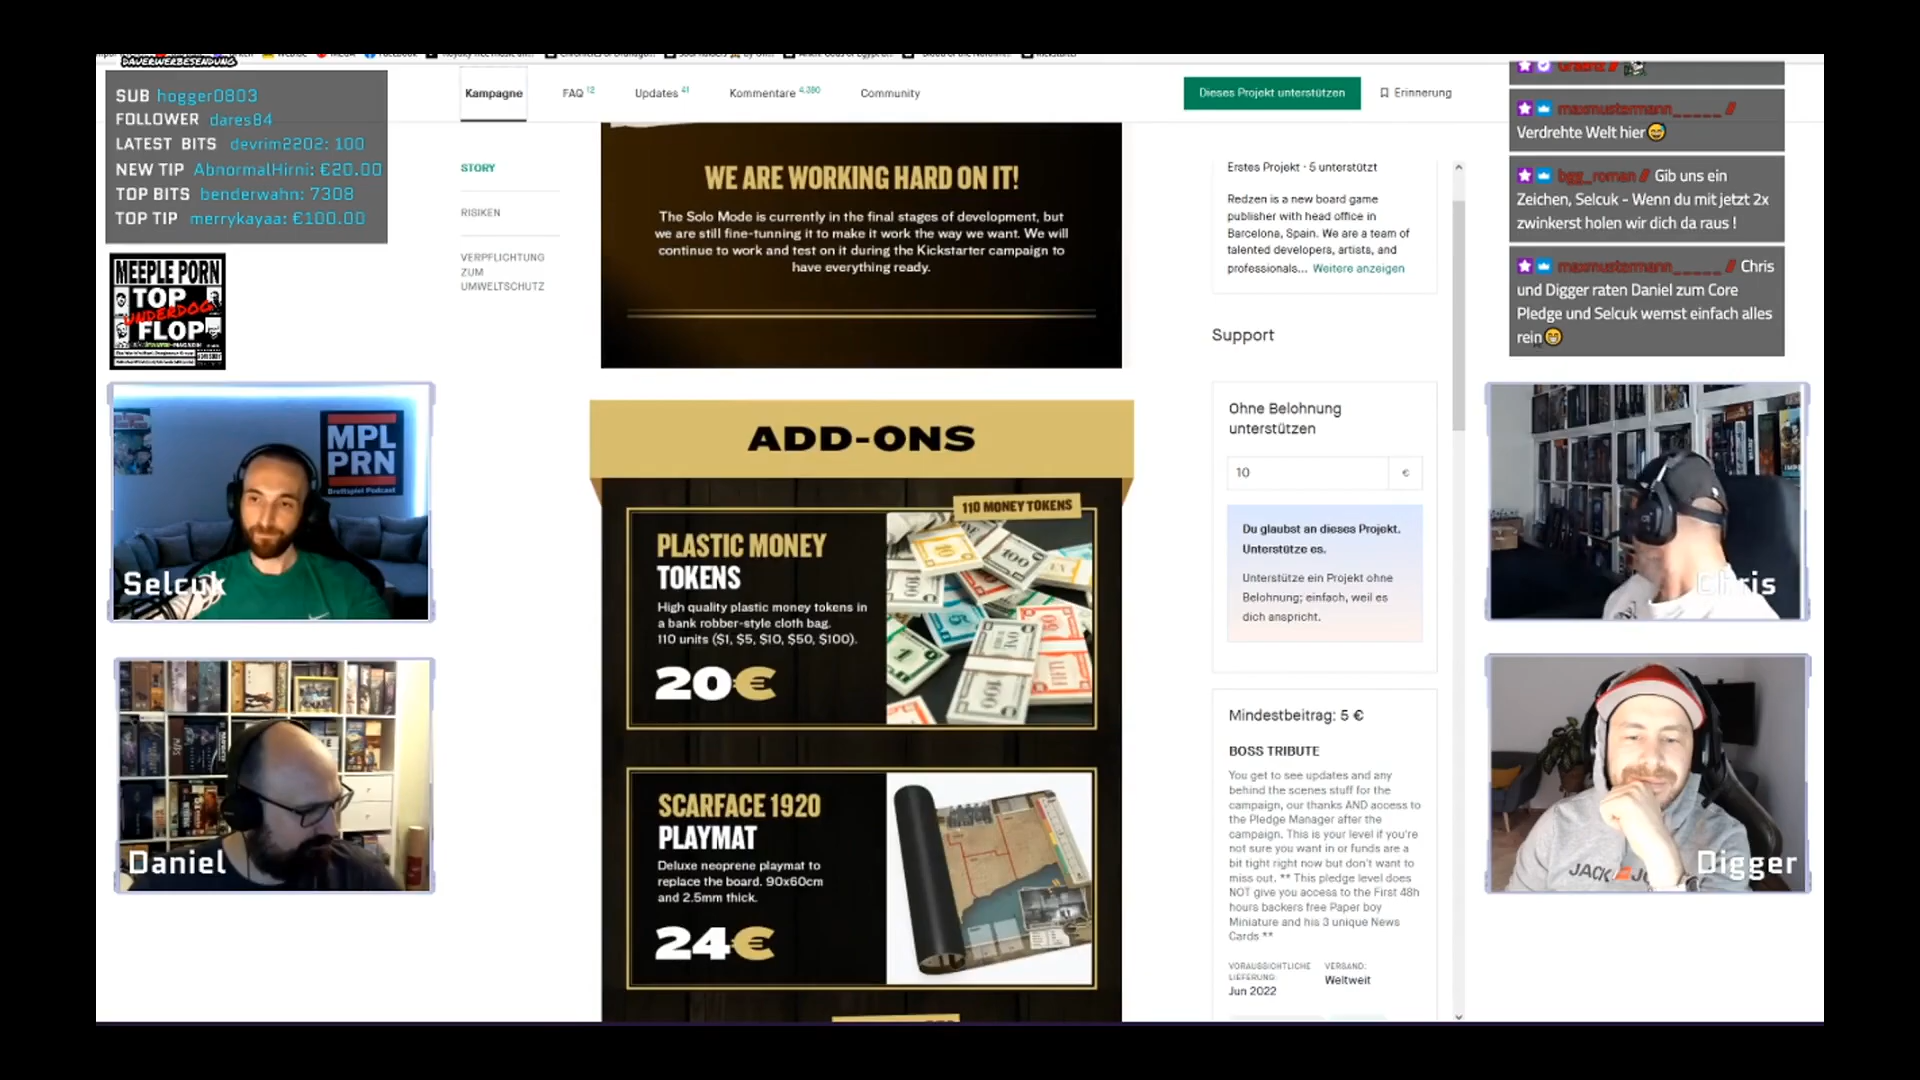 DAUERWERBESENDUNG
SUB hogger0803
FOLLOWER dares84
LATEST BITS devrim2202: 100
NEW TIP AbnormalHirni: €20.00
TOP BITS benderwahn: 7308
TOP TIP merrykayaa: €100.00
MEEPLE PORN
TOP
UNDERDOG
FLOP
MPL
PRN
Brettspiel Podcast
Selcuk
Daniel
Kampagne
FAQ 12
Updates 41
Kommentare 4.380
Community
Dieses Projekt unterstützen
Erinnerung
STORY
RISIKEN
VERPFLICHTUNG
ZUM
UMWELTSCHUTZ
WE ARE WORKING HARD ON IT!
The Solo Mode is currently in the final stages of development, but
we are still fine-tunning it to make it work the way we want. We will
continue to work and test on it during the Kickstarter campaign to
have everything ready.
ADD-ONS
110 MONEY TOKENS
PLASTIC MONEY
TOKENS
High quality plastic money tokens in
a bank robber-style cloth bag.
110 units ($1, $5, $10, $50, $100).
20€
SCARFACE 1920
PLAYMAT
Deluxe neoprene playmat to
replace the board. 90x60cm
and 2.5mm thick.
24€
Erstes Projekt · 5 unterstützt
Redzen is a new board game
publisher with head office in
Barcelona, Spain. We are a team of
talented developers, artists, and
professionals... Weitere anzeigen
Support
Ohne Belohnung
unterstützen
10 €
Du glaubst an dieses Projekt.
Unterstütze es.
Unterstütze ein Projekt ohne
Belohnung; einfach, weil es
dich anspricht.
Mindestbeitrag: 5 €
BOSS TRIBUTE
You get to see updates and any
behind the scenes stuff for the
campaign, our thanks AND access to
the Pledge Manager after the
campaign. This is your level if you're
not sure you want in or funds are a
bit tight right now but don't want to
miss out. ** This pledge level does
NOT give you access to the First 48h
hours backers free Paper boy
Miniature and his 3 unique News
Cards **
VORAUSSICHTLICHE
LIEFERUNG:
Jun 2022
VERSAND:
Weltweit
maxmustermann_____ //
Verdrehte Welt hier
bgg_roman // Gib uns ein
Zeichen, Selcuk - Wenn du mit jetzt 2x
zwinkerst holen wir dich da raus !
maxmustermann_____ // Chris
und Digger raten Daniel zum Core
Pledge und Selcuk wemst einfach alles
rein
Chris
Digger